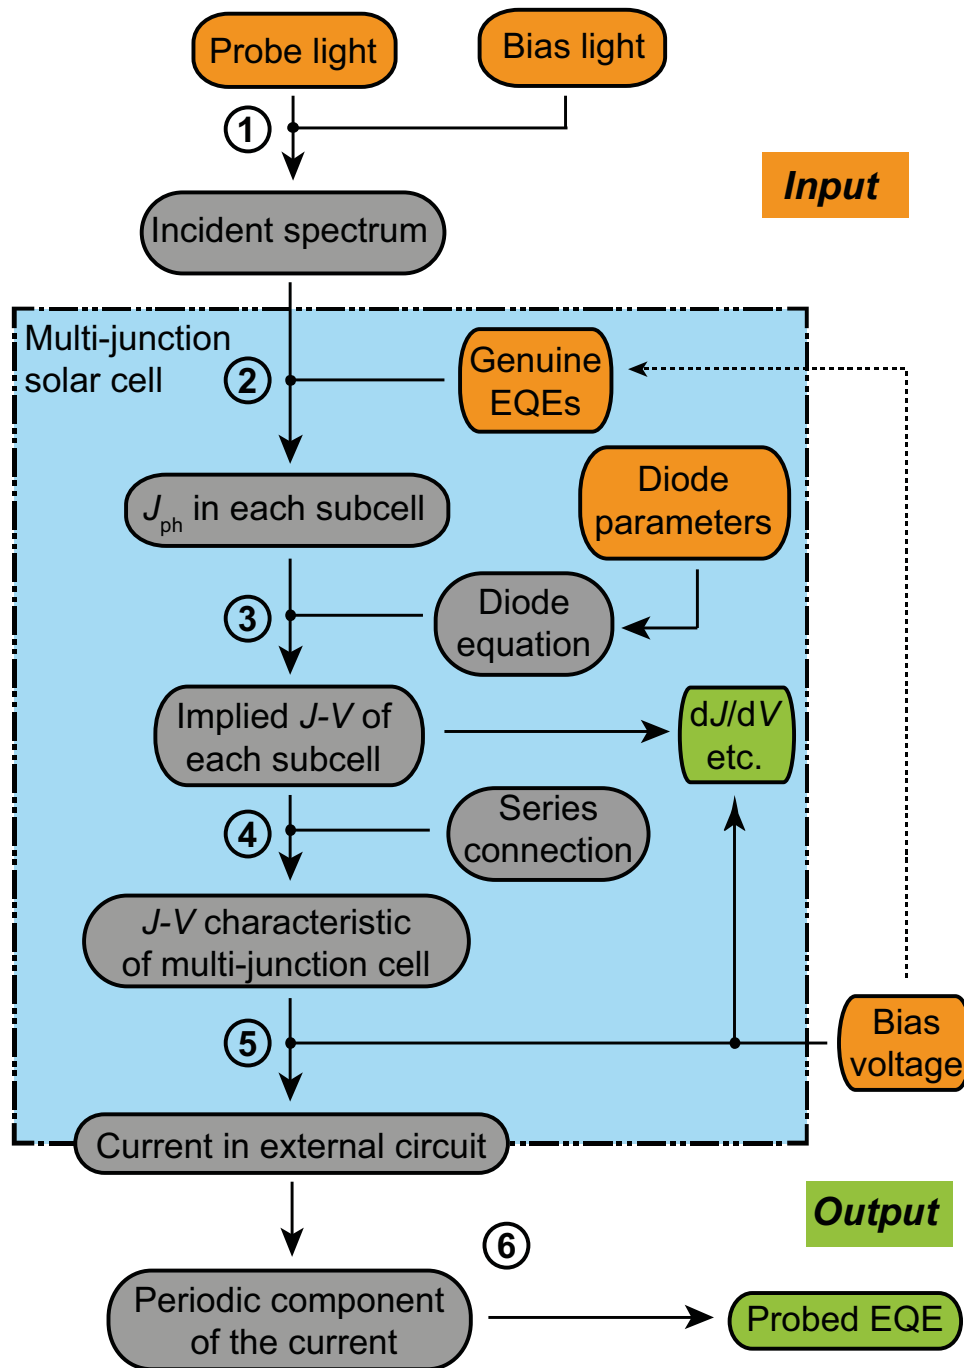 Probe light
Bias light
1
Input
Incident spectrum
Multi-junction
solar cell
2
Genuine
EQEs
Jph in each subcell
Diode
parameters
3
Diode
equation
Implied J-V of
each subcell
dJ/dV
etc.
4
Series
connection
J-V characteristic
of multi-junction cell
5
Bias
voltage
Current in external circuit
Output
6
Periodic component
of the current
Probed EQE